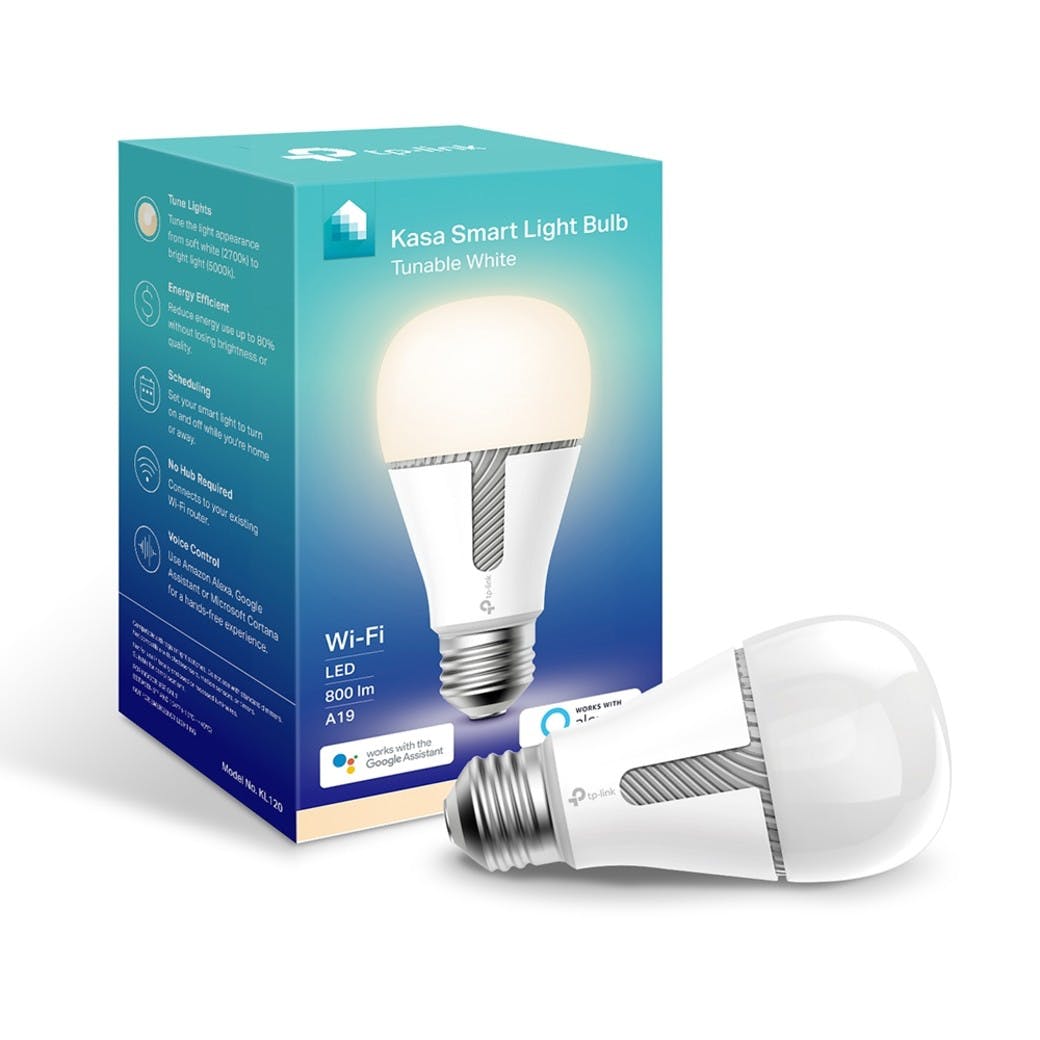 tp-link
Kasa Smart Light Bulb
Tunable White
Tune Lights
Tune the light appearance
from soft white (2700k) to
bright light (5000k).
Energy Efficient
Reduce energy use up to 80%
without losing brightness or
quality.
Scheduling
Set your smart light to turn
on and off while you're home
or away.
No Hub Required
Connects to your existing
Wi-Fi router.
Voice Control
Use Amazon Alexa, Google
Assistant or Microsoft Cortana
for a hands-free experience.
Model No. KL120
tp-link
Wi-Fi
LED
800 lm
A19
works with the
Google Assistant
WORKS WITH
tp-link